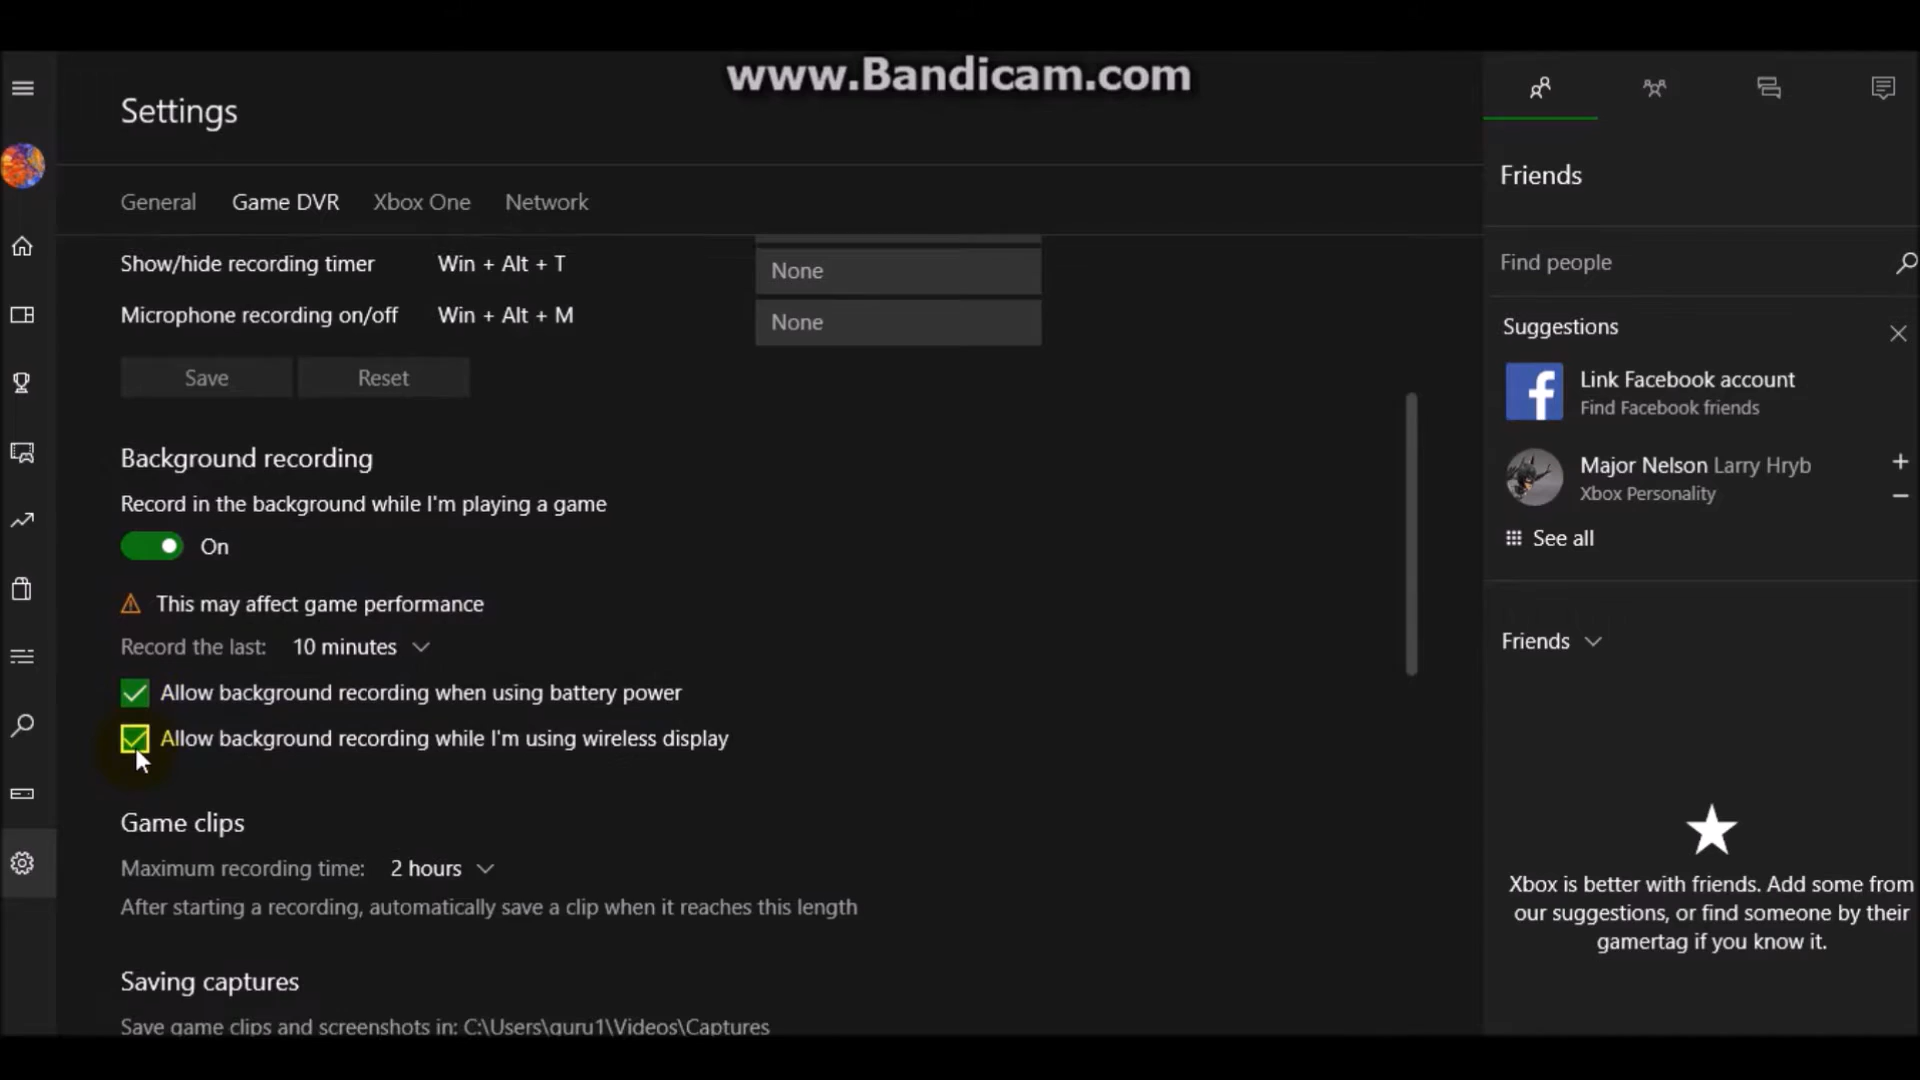 www.Bandicam.com
Settings
General Game DVR Xbox One Network
Show/hide recording timer Win + Alt + T None
Microphone recording on/off Win + Alt + M None
Save Reset
Background recording
Record in the background while I'm playing a game
On
This may affect game performance
Record the last: 10 minutes
Allow background recording when using battery power
Allow background recording while I'm using wireless display
Game clips
Maximum recording time: 2 hours
After starting a recording, automatically save a clip when it reaches this length
Saving captures
Save game clips and screenshots in: C:\Users\guru1\Videos\Captures
Friends
Find people
Suggestions
Link Facebook account
Find Facebook friends
Major Nelson Larry Hryb
Xbox Personality
See all
Friends
Xbox is better with friends. Add some from
our suggestions, or find someone by their
gamertag if you know it.